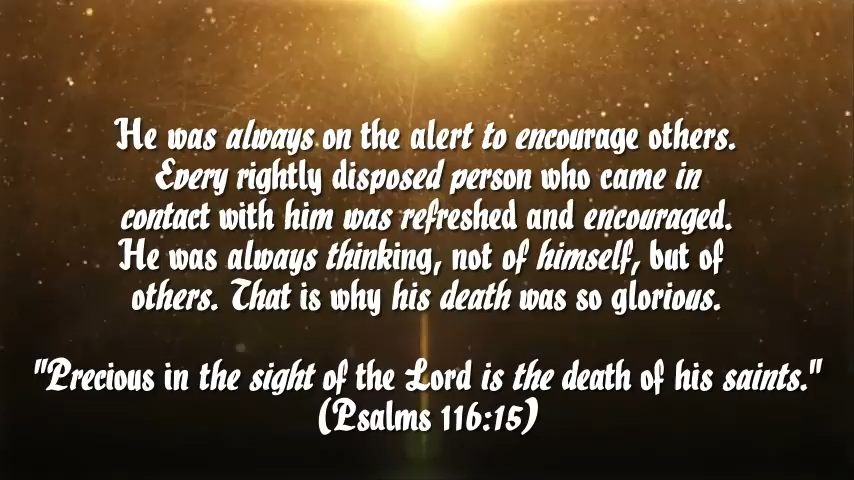 He was always on the alert to encourage others.
Every rightly disposed person who came in
contact with him was refreshed and encouraged.
He was always thinking, not of himself, but of
others. That is why his death was so glorious.
"Precious in the sight of the Lord is the death of his saints."
(Psalms 116:15)